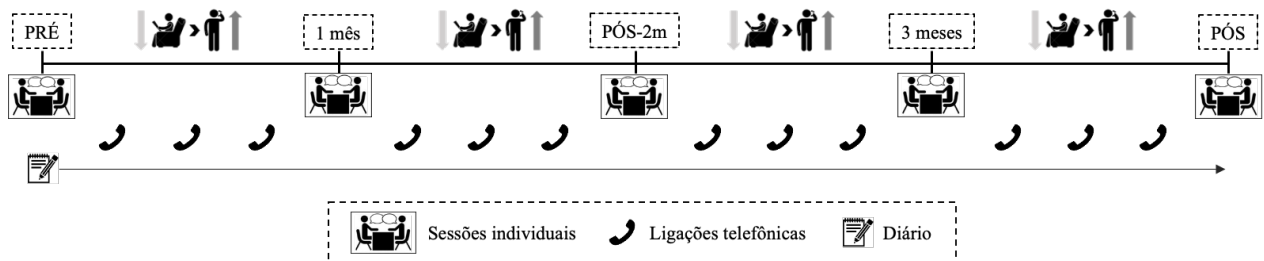 PRÉ
1 mês
PÓS-2m
3 meses
PÓS
Sessões individuais
Ligações telefônicas
Diário